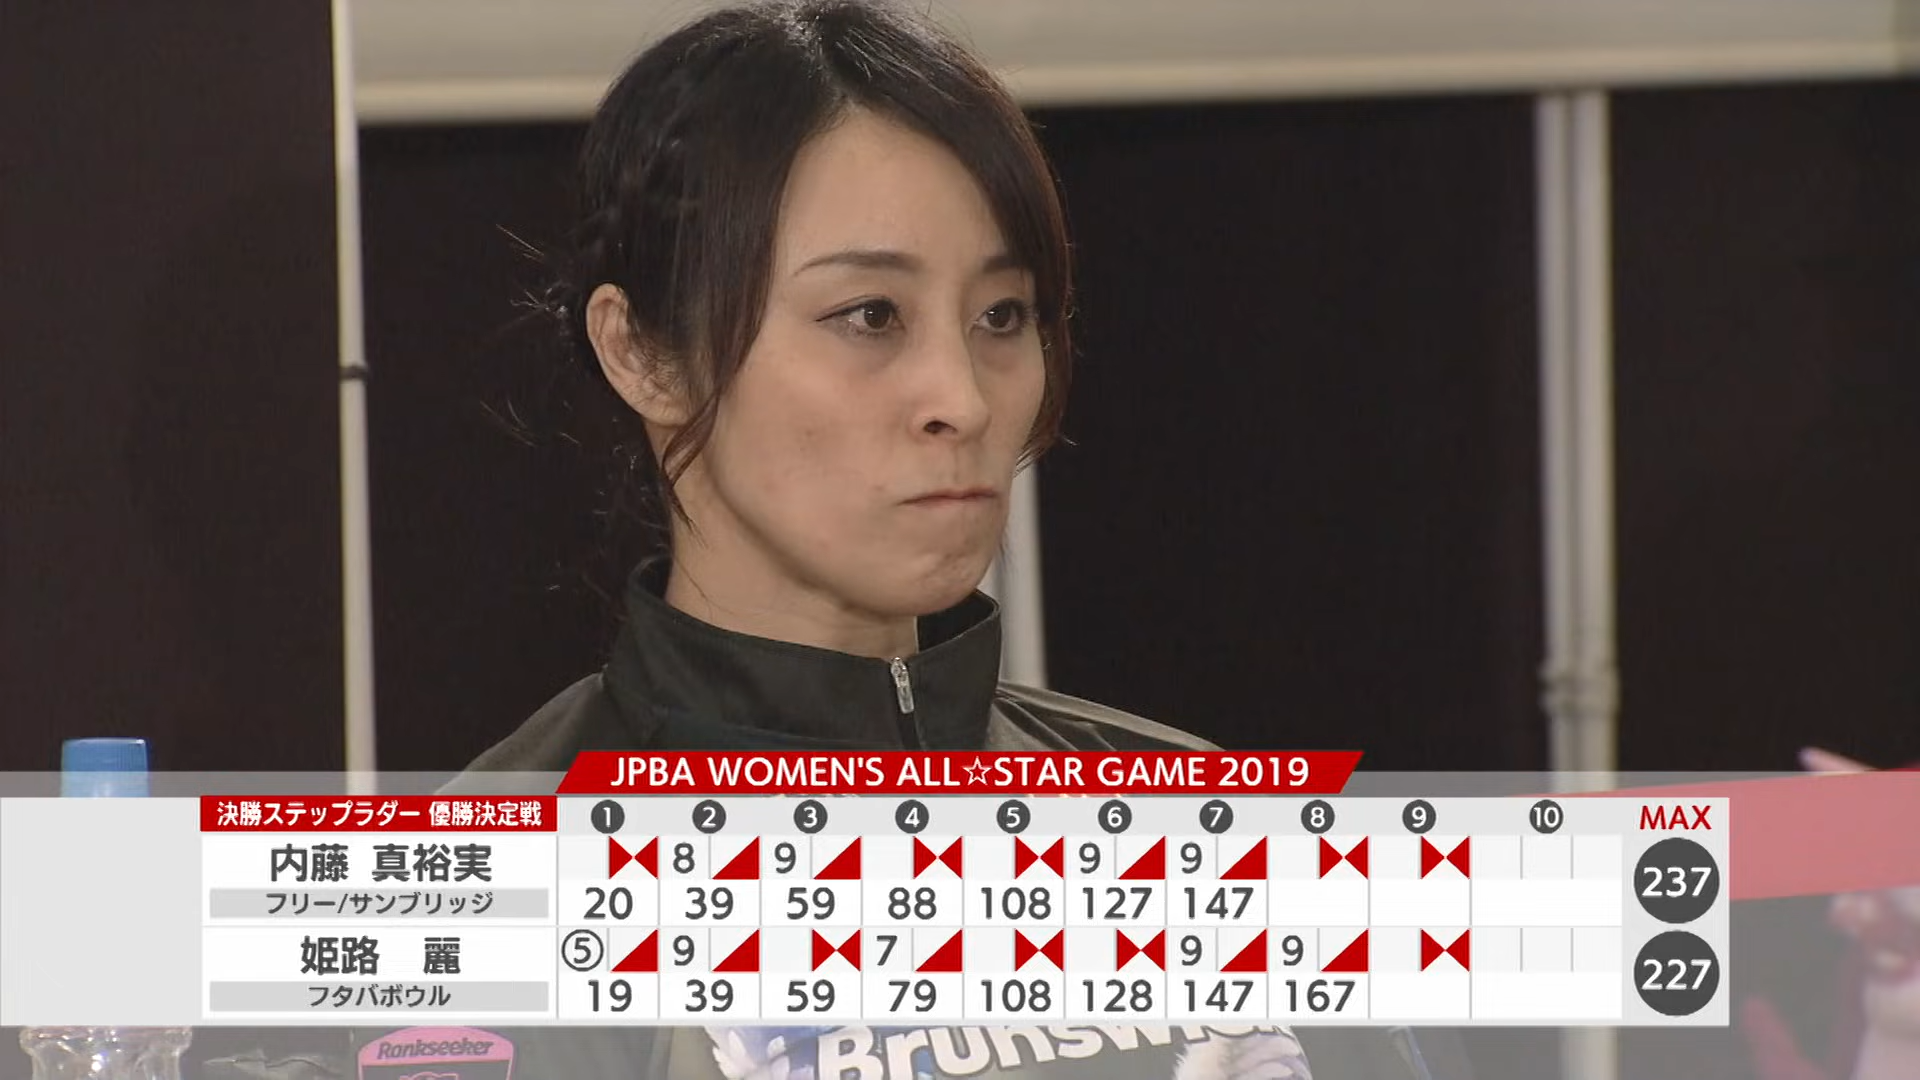 JPBA WOMEN'S ALL☆STAR GAME 2019
決勝ステップラダー 優勝決定戦 1 2 3 4 5 6 7 8 9 10 MAX
内藤 真裕実 8 9 9 9 237
フリー/サンブリッジ 20 39 59 88 108 127 147
姫路 麗 ⑤ 9 7 9 9 227
フタバボウル 19 39 59 79 108 128 147 167
Rankseeker
Brunswick